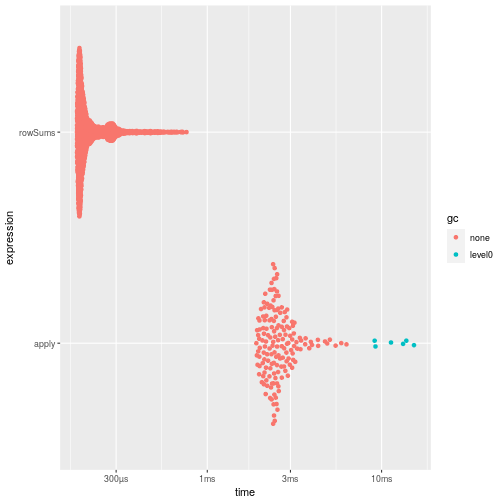 rowSums
apply
expression
300µs
1ms
3ms
10ms
time
gc
none
level0